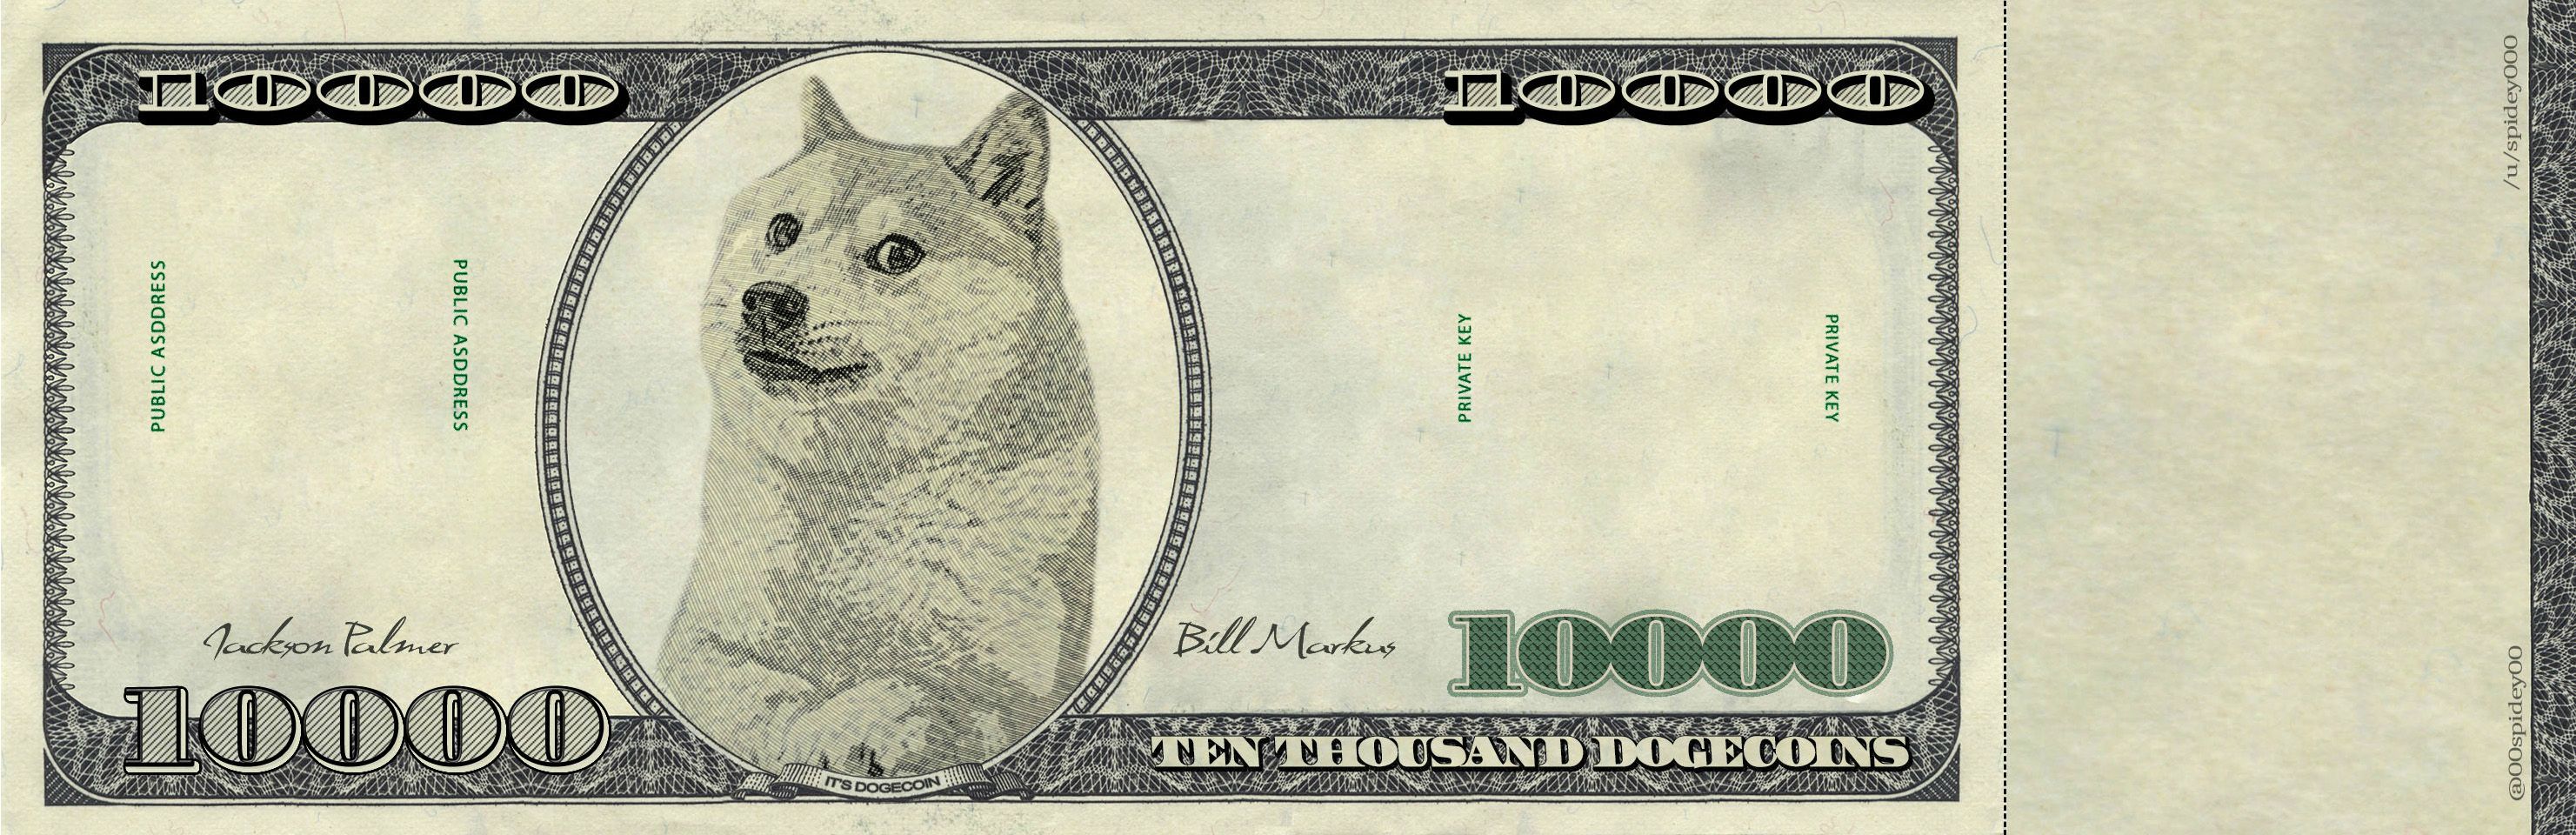 10000
10000
PUBLIC ASDDRESS
PUBLIC ASDDRESS
PRIVATE KEY
PRIVATE KEY
Jackson Palmer
Bill Markus
10000
10000
TEN THOUSAND DOGECOINS
IT'S DOGECOIN
/u/spidey000
@00spidey00